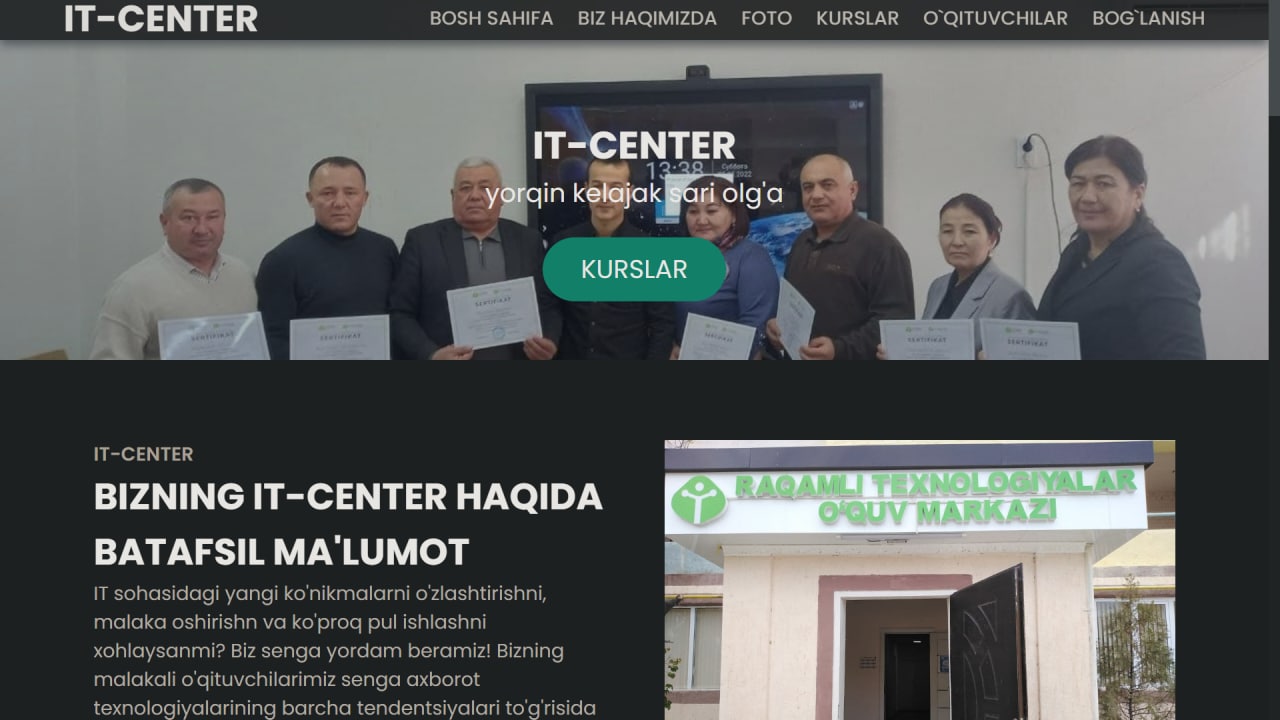 IT-CENTER
BOSH SAHIFA BIZ HAQIMIZDA FOTO KURSLAR O`QITUVCHILAR BOG`LANISH
IT-CENTER
13:38 Суббота
yorqin kelajak sari olg'a
KURSLAR
SERTIFIKAT
SERTIFIKAT
SERTIFIKAT
SERTIFIKAT
SERTIFIKAT
IT-CENTER
BIZNING IT-CENTER HAQIDA
BATAFSIL MA'LUMOT
IT sohasidagi yangi ko'nikmalarni o'zlashtirishni,
malaka oshirishn va ko'proq pul ishlashni
xohlaysanmi? Biz senga yordam beramiz! Bizning
malakali o'qituvchilarimiz senga axborot
texnologiyalarining barcha tendentsiyalari to'g'risida
RAQAMLI TEXNOLOGIYALAR
O'QUV MARKAZI